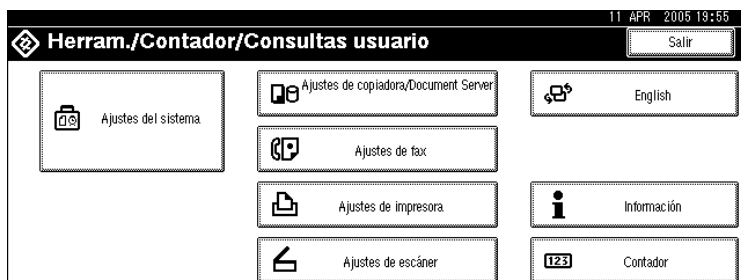 11 APR 2005 19:55
Herram./Contador/Consultas usuario
Salir
Ajustes del sistema
Ajustes de copiadora/Document Server
English
Ajustes de fax
Ajustes de impresora
Información
Ajustes de escáner
123
Contador